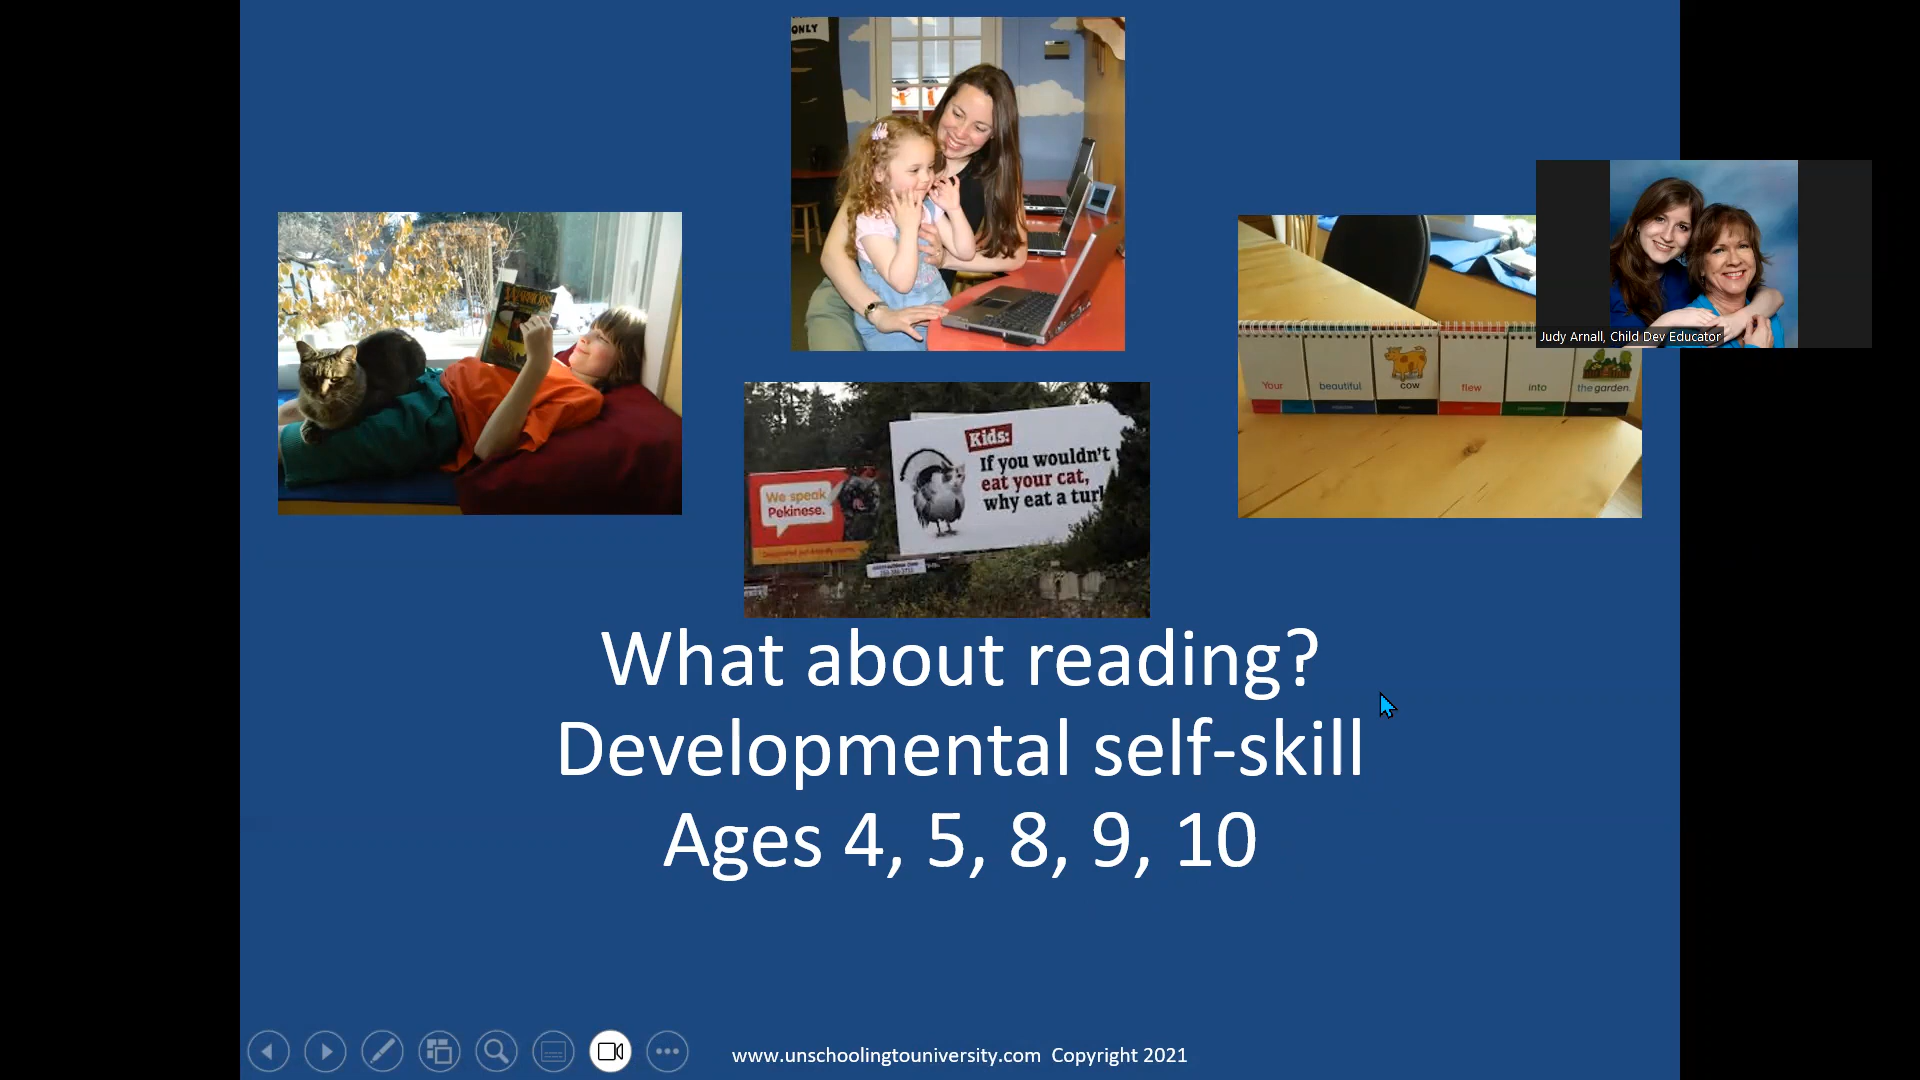 ONLY
WARRIORS
Kids:
If you wouldn't
eat your cat,
why eat a turk
We speak
Pekinese.
Your beautiful cow flew into the garden.
Judy Arnall, Child Dev Educator
What about reading?
Developmental self-skill
Ages 4, 5, 8, 9, 10
www.unschoolingtouniversity.com Copyright 2021